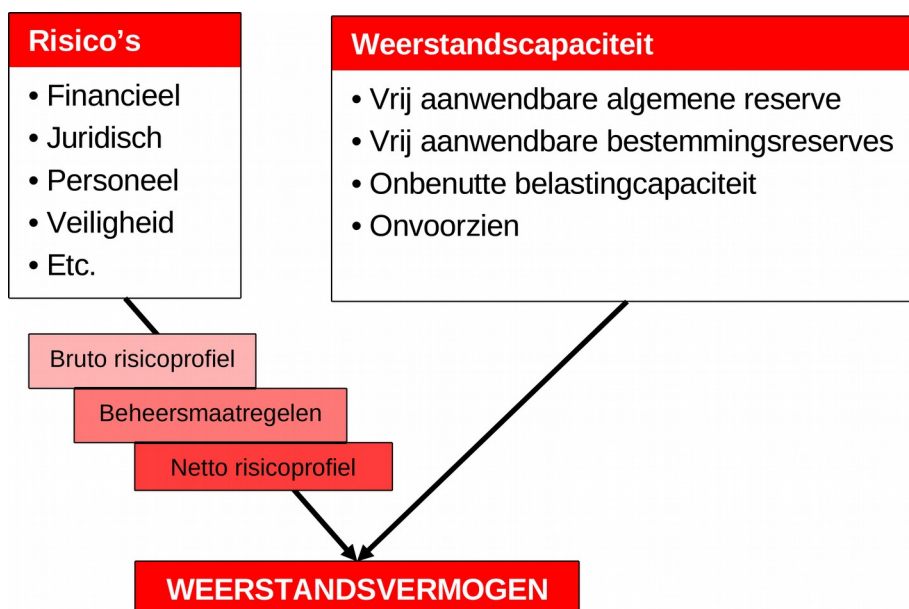 Risico’s
• Financieel
• Juridisch
• Personeel
• Veiligheid
• Etc.
Weerstandscapaciteit
• Vrij aanwendbare algemene reserve
• Vrij aanwendbare bestemmingsreserves
• Onbenutte belastingcapaciteit
• Onvoorzien
Bruto risicoprofiel
Beheersmaatregelen
Netto risicoprofiel
WEERSTANDSVERMOGEN